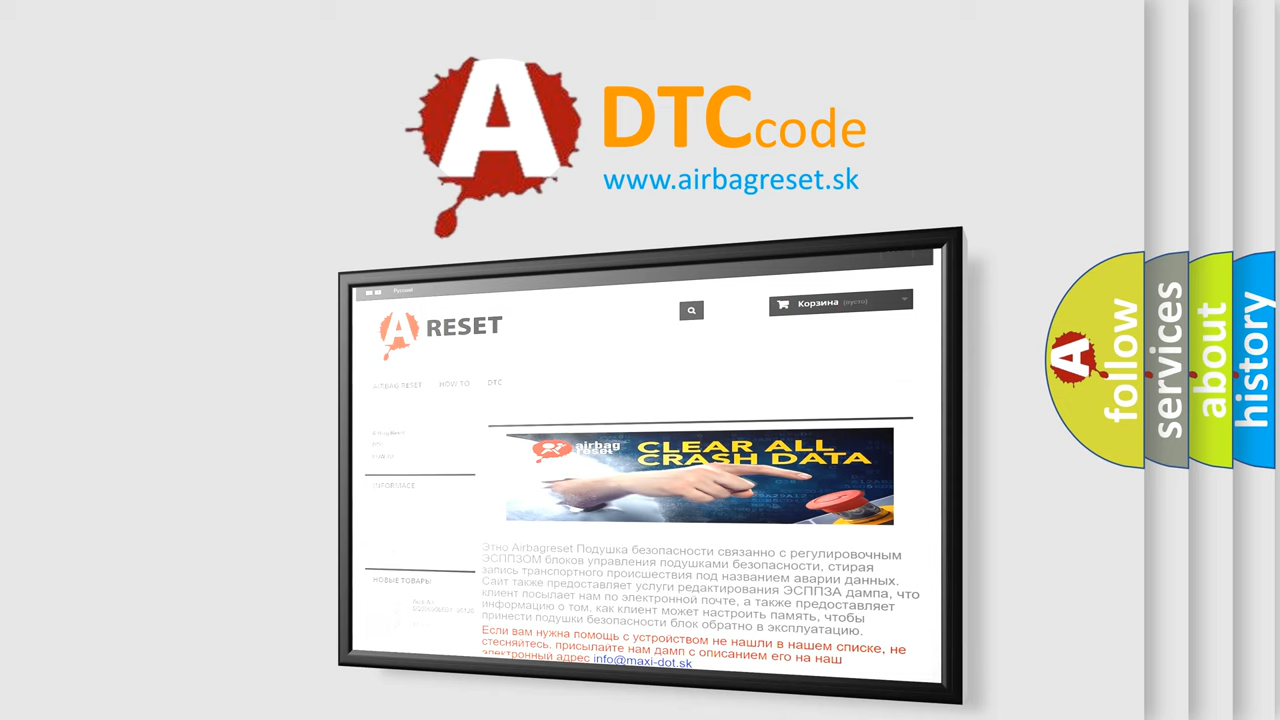 A
DTCcode
www.airbagreset.sk
Русский
A RESET
Корзина (пусто)
AIRBAG RESET HOW TO DTC
INFORMACE
НОВЫЕ ТОВАРЫ
airbag
reset
CLEAR ALL
CRASH DATA
Этно Airbagreset Подушка безопасности связанно с регулировочным
ЭСППЗОМ блоков управления подушками безопасности, стирая
запись транспортного происшествия под названием аварии данных.
Сайт также предоставляет услуги редактирования ЭСППЗА дампа, что
клиент посылает нам по электронной почте, а также предоставляет
информацию о том, как клиент может настроить память, чтобы
принести подушки безопасности блок обратно в эксплуатацию.
Если вам нужна помощь с устройством не нашли в нашем списке, не
стесняйтесь, присылайте нам дамп с описанием его на наш
электронный адрес info@maxi-dot.sk
A
follow
services
about
history